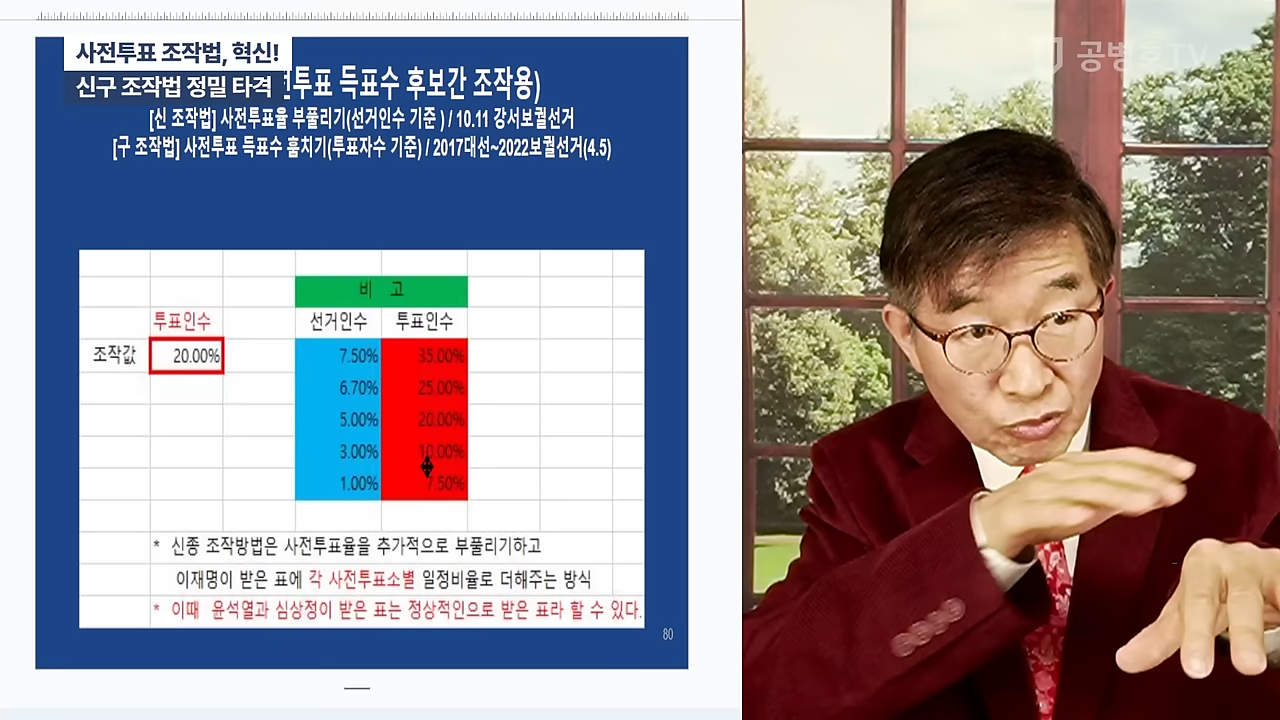 사전투표 조작법, 혁신!
신구 조작법 정밀 타격
투표 득표수 후보간 조작용)
[신 조작법] 사전투표율 부풀리기(선거인수 기준 ) / 10.11 강서보궐선거
[구 조작법] 사전투표 득표수 훔치기(투표자수 기준) / 2017대선~2022보궐선거(4.5)
비 고
투표인수 선거인수 투표인수
조작값 20.00% 7.50% 35.00%
6.70% 25.00%
5.00% 20.00%
3.00% 10.00%
1.00% 7.50%
* 신종 조작방법은 사전투표율을 추가적으로 부풀리기하고
이재명이 받은 표에 각 사전투표소별 일정비율로 더해주는 방식
* 이때 윤석열과 심상정이 받은 표는 정상적인으로 받은 표라 할 수 있다.
80
공병호TV